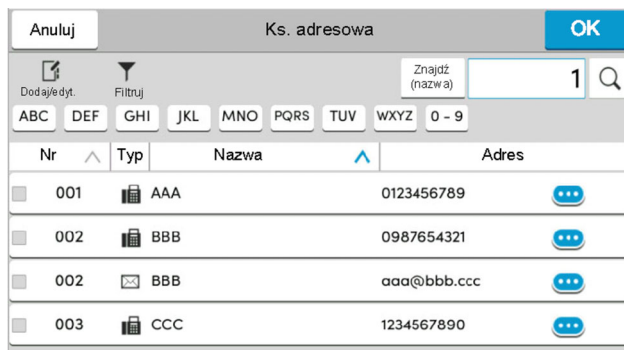 Anuluj Ks. adresowa OK
Dodaj/edyt. Filtruj Znajdź (nazwa) 1
ABC DEF GHI JKL MNO PQRS TUV WXYZ 0 - 9
Nr Typ Nazwa Adres
001 AAA 0123456789
002 BBB 0987654321
002 BBB aaa@bbb.ccc
003 CCC 1234567890